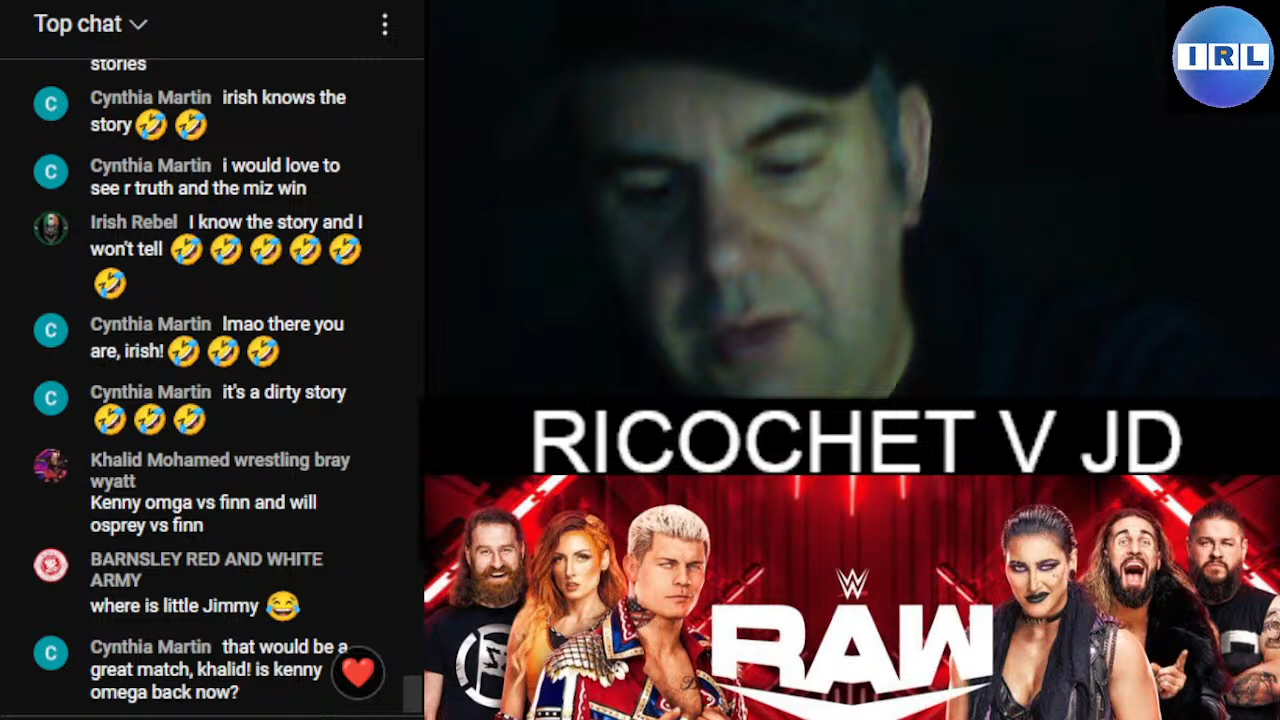 Top chat
stories
Cynthia Martin irish knows the
story
Cynthia Martin i would love to
see r truth and the miz win
Irish Rebel I know the story and I
won't tell
Cynthia Martin lmao there you
are, irish!
Cynthia Martin it's a dirty story
Khalid Mohamed wrestling bray
wyatt
Kenny omga vs finn and will
osprey vs finn
BARNSLEY RED AND WHITE
ARMY
where is little Jimmy
Cynthia Martin that would be a
great match, khalid! is kenny
omega back now?
IRL
RICOCHET V JD
W
RAW